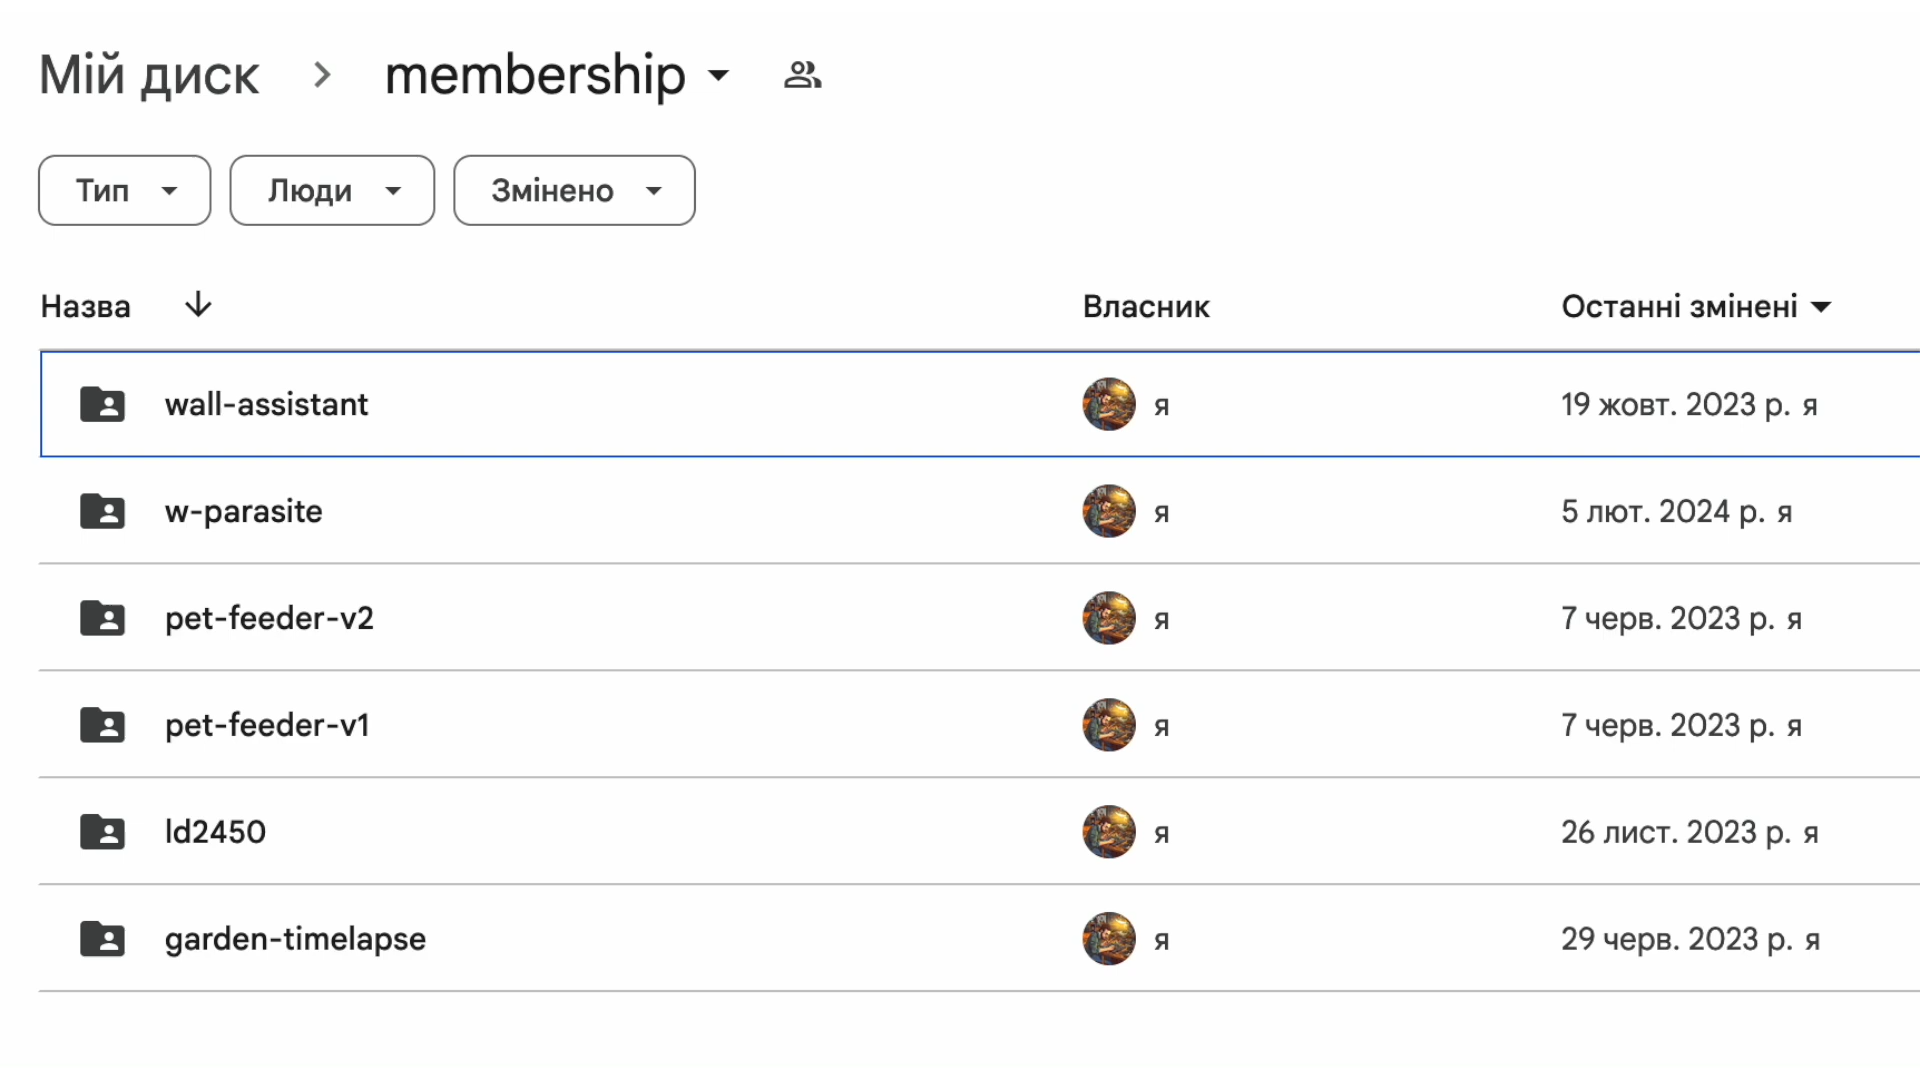 Мій диск > membership
Тип Люди Змінено
Назва ↓ Власник Останні змінені
wall-assistant я 19 жовт. 2023 р. я
w-parasite я 5 лют. 2024 р. я
pet-feeder-v2 я 7 черв. 2023 р. я
pet-feeder-v1 я 7 черв. 2023 р. я
ld2450 я 26 лист. 2023 р. я
garden-timelapse я 29 черв. 2023 р. я